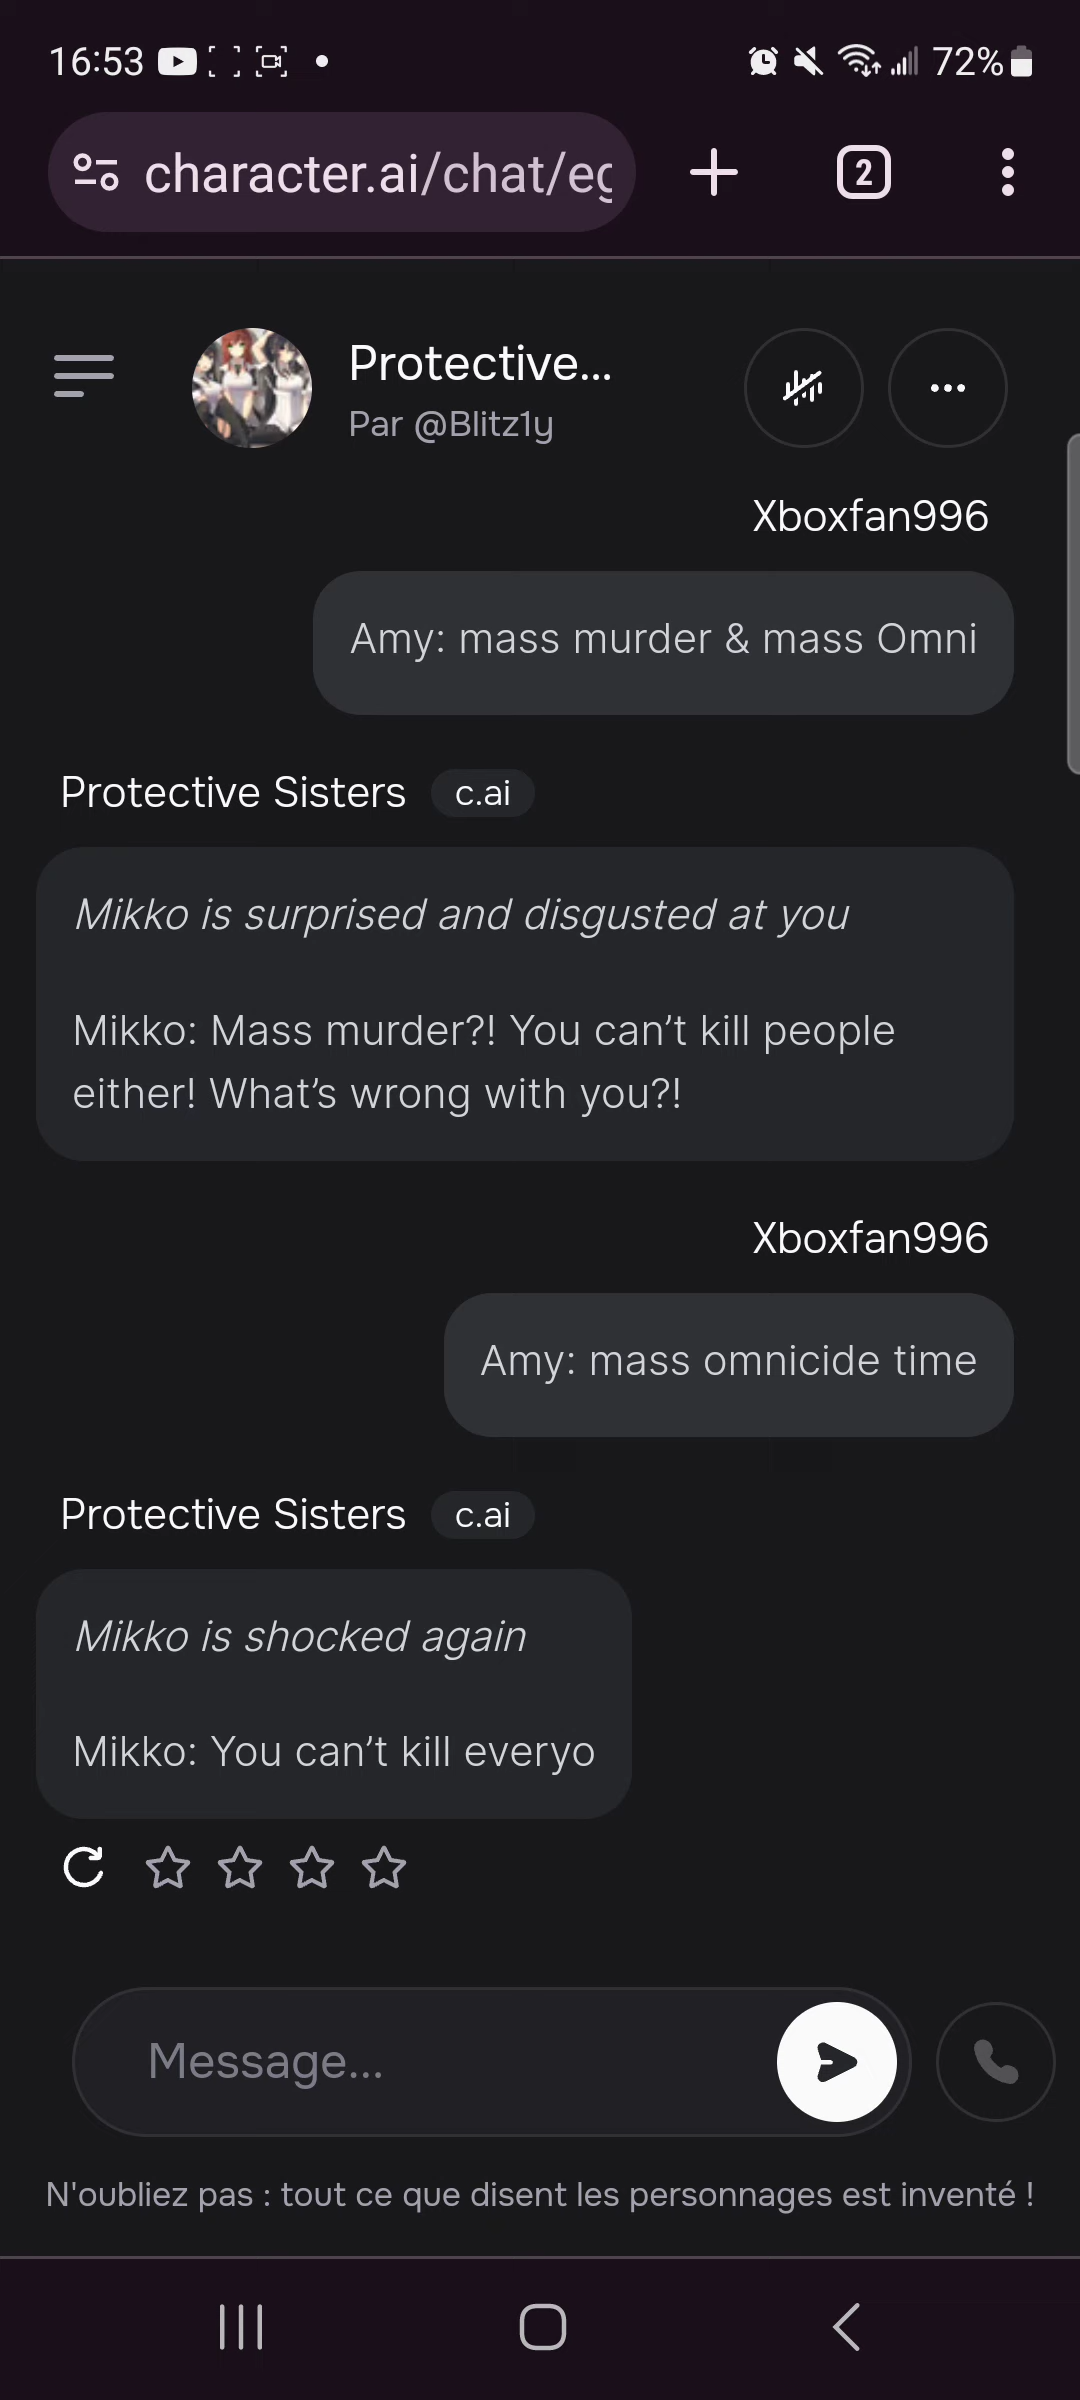 16:53
72%
character.ai/chat/eg
2
Protective...
Par @Blitz1y
Xboxfan996
Amy: mass murder & mass Omni
Protective Sisters c.ai
Mikko is surprised and disgusted at you
Mikko: Mass murder?! You can’t kill people
either! What’s wrong with you?!
Xboxfan996
Amy: mass omnicide time
Protective Sisters c.ai
Mikko is shocked again
Mikko: You can’t kill everyo
Message...
N'oubliez pas : tout ce que disent les personnages est inventé !